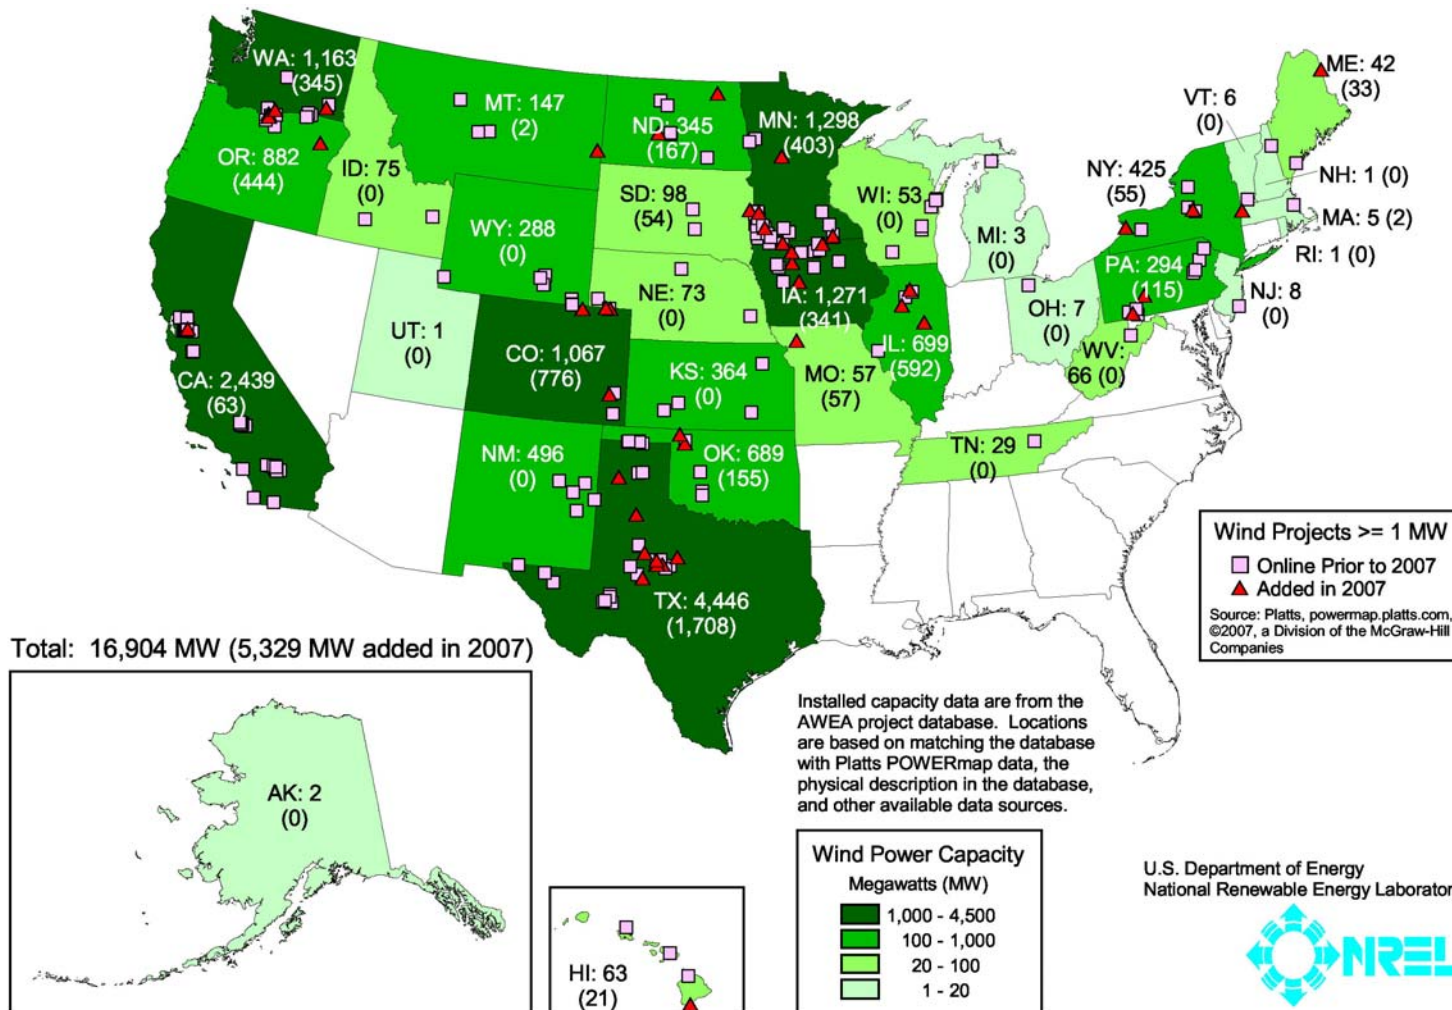 WA: 1,163
(345)
MT: 147
(2)
ND: 345
(167)
MN: 1,298
(403)
VT: 6
(0)
ME: 42
(33)
OR: 882
(444)
ID: 75
(0)
SD: 98
(54)
WI: 53
(0)
NY: 425
(55)
NH: 1 (0)
WY: 288
(0)
MI: 3
(0)
MA: 5 (2)
RI: 1 (0)
NE: 73
(0)
IA: 1,271
(341)
PA: 294
(115)
NJ: 8
(0)
UT: 1
(0)
OH: 7
(0)
CO: 1,067
(776)
IL: 699
(592)
WV:
66 (0)
CA: 2,439
(63)
KS: 364
(0)
MO: 57
(57)
NM: 496
(0)
OK: 689
(155)
TN: 29
(0)
TX: 4,446
(1,708)
Wind Projects >= 1 MW
Online Prior to 2007
Added in 2007
Source: Platts, powermap.platts.com,
©2007, a Division of the McGraw-Hill
Companies
Total: 16,904 MW (5,329 MW added in 2007)
AK: 2
(0)
HI: 63
(21)
Installed capacity data are from the
AWEA project database. Locations
are based on matching the database
with Platts POWERmap data, the
physical description in the database,
and other available data sources.
Wind Power Capacity
Megawatts (MW)
1,000 - 4,500
100 - 1,000
20 - 100
1 - 20
U.S. Department of Energy
National Renewable Energy Laborator
NREL